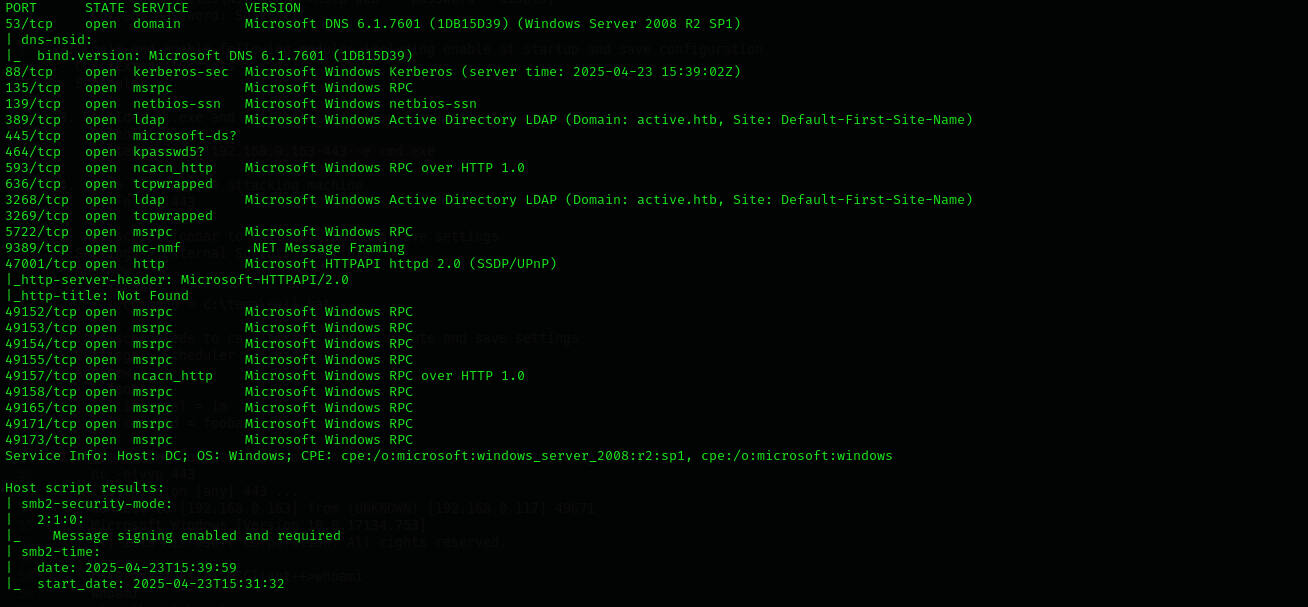 PORT      STATE SERVICE       VERSION
53/tcp    open  domain        Microsoft DNS 6.1.7601 (1DB15D39) (Windows Server 2008 R2 SP1)
| dns-nsid:
|_  bind.version: Microsoft DNS 6.1.7601 (1DB15D39)
88/tcp    open  kerberos-sec  Microsoft Windows Kerberos (server time: 2025-04-23 15:39:02Z)
135/tcp   open  msrpc         Microsoft Windows RPC
139/tcp   open  netbios-ssn   Microsoft Windows netbios-ssn
389/tcp   open  ldap          Microsoft Windows Active Directory LDAP (Domain: active.htb, Site: Default-First-Site-Name)
445/tcp   open  microsoft-ds?
464/tcp   open  kpasswd5?
593/tcp   open  ncacn_http    Microsoft Windows RPC over HTTP 1.0
636/tcp   open  tcpwrapped
3268/tcp  open  ldap          Microsoft Windows Active Directory LDAP (Domain: active.htb, Site: Default-First-Site-Name)
3269/tcp  open  tcpwrapped
5722/tcp  open  msrpc         Microsoft Windows RPC
9389/tcp  open  mc-nmf        .NET Message Framing
47001/tcp open  http          Microsoft HTTPAPI httpd 2.0 (SSDP/UPnP)
|_http-server-header: Microsoft-HTTPAPI/2.0
|_http-title: Not Found
49152/tcp open  msrpc         Microsoft Windows RPC
49153/tcp open  msrpc         Microsoft Windows RPC
49154/tcp open  msrpc         Microsoft Windows RPC
49155/tcp open  msrpc         Microsoft Windows RPC
49157/tcp open  ncacn_http    Microsoft Windows RPC over HTTP 1.0
49158/tcp open  msrpc         Microsoft Windows RPC
49165/tcp open  msrpc         Microsoft Windows RPC
49171/tcp open  msrpc         Microsoft Windows RPC
49173/tcp open  msrpc         Microsoft Windows RPC
Service Info: Host: DC; OS: Windows; CPE: cpe:/o:microsoft:windows_server_2008:r2:sp1, cpe:/o:microsoft:windows

Host script results:
| smb2-security-mode:
|   2:1:0:
|_    Message signing enabled and required
| smb2-time:
|   date: 2025-04-23T15:39:59
|_  start_date: 2025-04-23T15:31:32